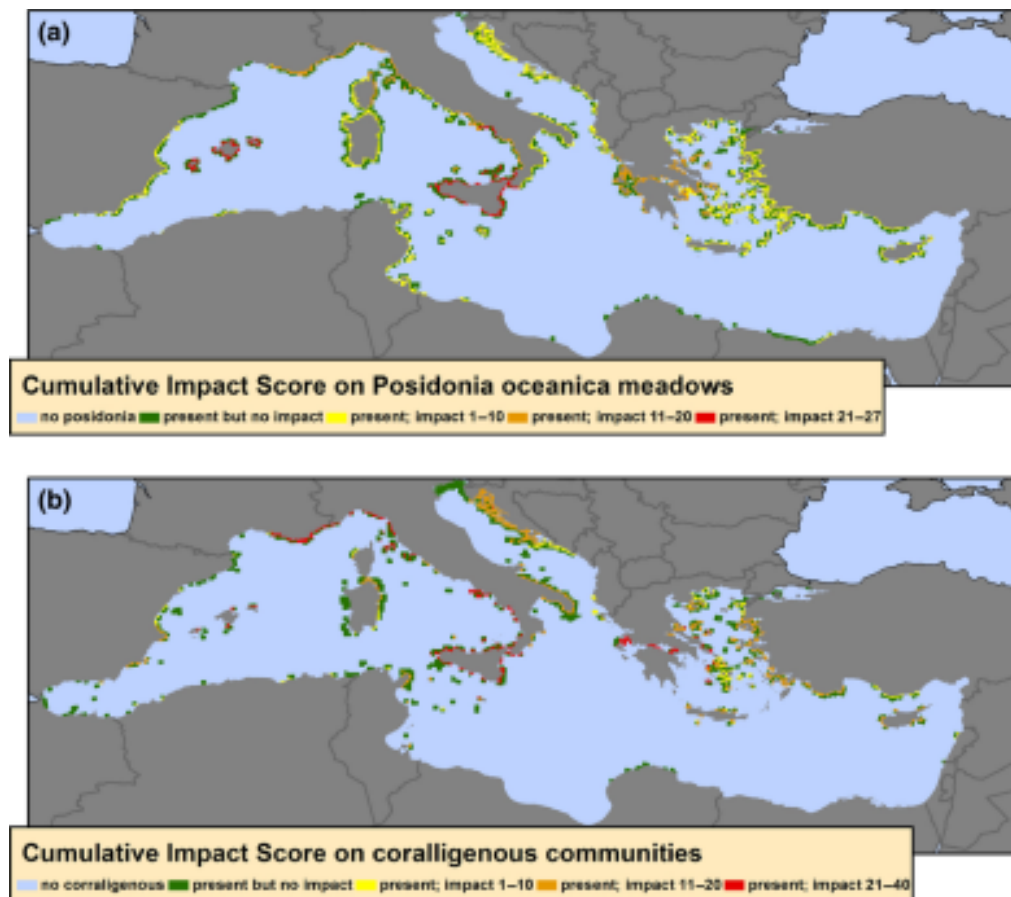 (a)
Cumulative Impact Score on Posidonia oceanica meadows
no posidonia present but no impact present; impact 1–10 present; impact 11–20 present; impact 21–27
(b)
Cumulative Impact Score on coralligenous communities
no corraligenous present but no impact present; impact 1–10 present; impact 11–20 present; impact 21–40